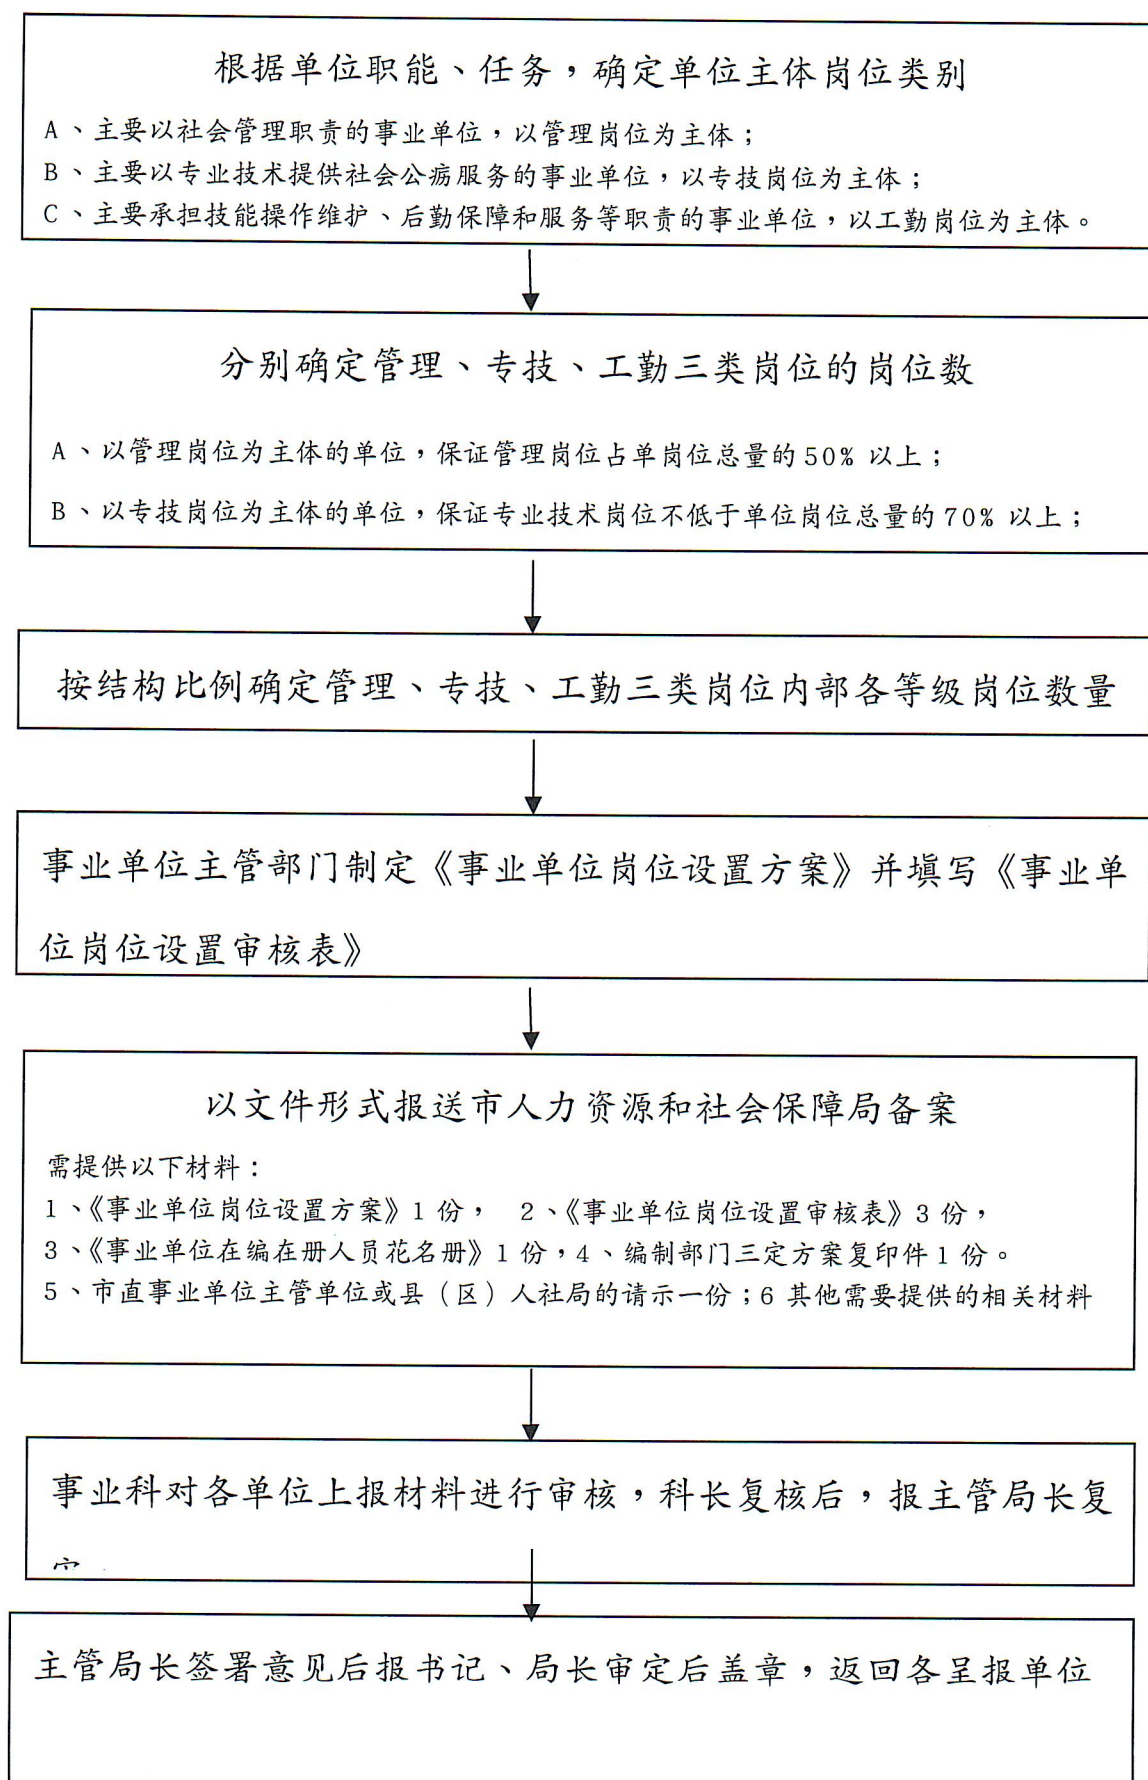 根据单位职能、任务，确定单位主体岗位类别
A、主要以社会管理职责的事业单位，以管理岗位为主体；
B、主要以专业技术提供社会公疬服务的事业单位，以专技岗位为主体；
C、主要承担技能操作维护、后勤保障和服务等职责的事业单位，以工勤岗位为主体。
分别确定管理、专技、工勤三类岗位的岗位数
A、以管理岗位为主体的单位，保证管理岗位占单岗位总量的50% 以上；
B、以专技岗位为主体的单位，保证专业技术岗位不低于单位岗位总量的70% 以上；
按结构比例确定管理、专技、工勤三类岗位内部各等级岗位数量
事业单位主管部门制定《事业单位岗位设置方案》并填写《事业单
位岗位设置审核表》
以文件形式报送市人力资源和社会保障局备案
需提供以下材料：
1、《事业单位岗位设置方案》1 份， 2、《事业单位岗位设置审核表》3 份，
3、《事业单位在编在册人员花名册》1 份，4、编制部门三定方案复印件 1 份。
5、市直事业单位主管单位或县（区）人社局的请示一份；6 其他需要提供的相关材料
事业科对各单位上报材料进行审核，科长复核后，报主管局长复
主管局长签署意见后报书记、局长审定后盖章，返回各呈报单位